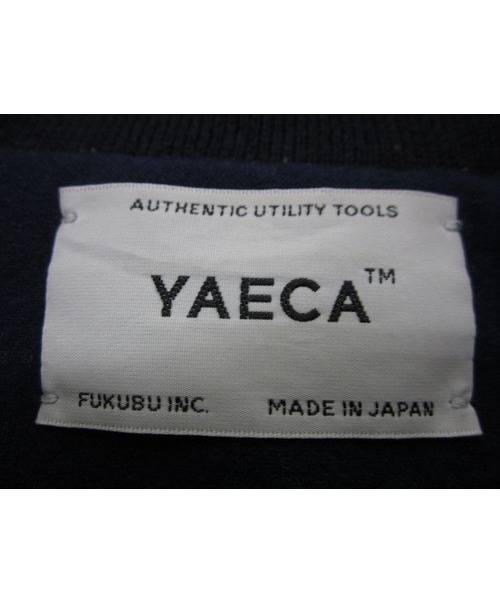 AUTHENTIC UTILITY TOOLS
YAECA™
FUKUBU INC. MADE IN JAPAN